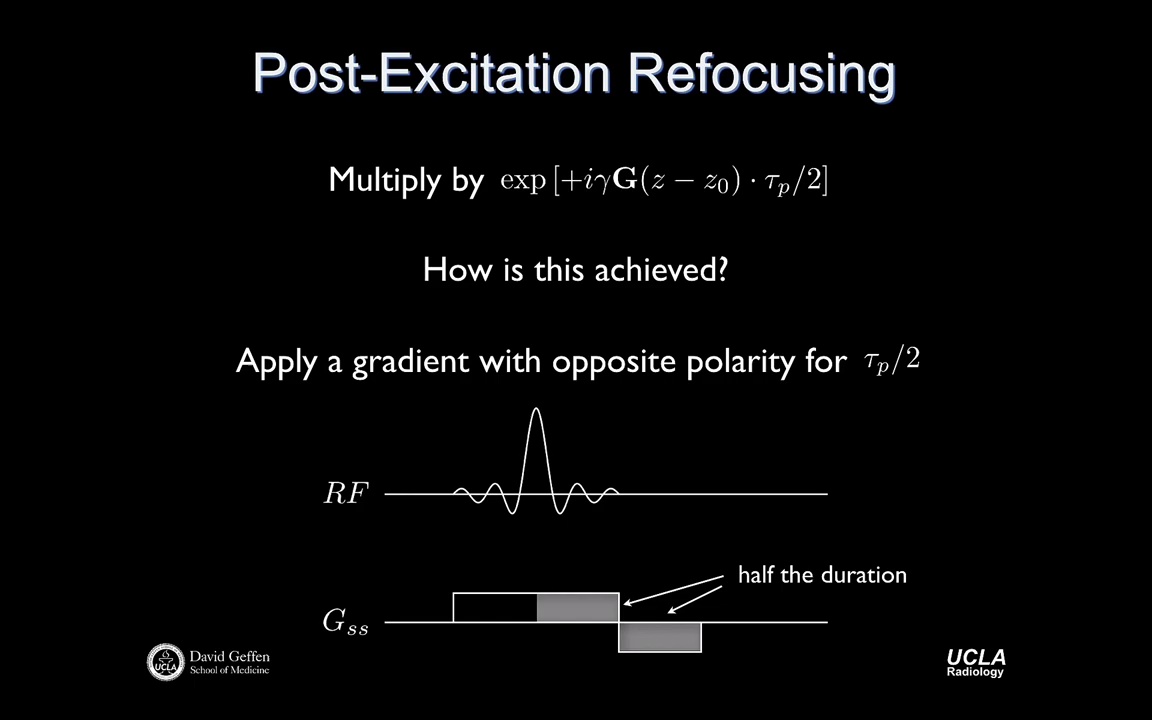 Post-Excitation Refocusing
Multiply by exp [+iγG(z − z₀) · τₚ/2]
How is this achieved?
Apply a gradient with opposite polarity for τₚ/2
RF
half the duration
Gₛₛ
UCLA
David Geffen
School of Medicine
UCLA
Radiology